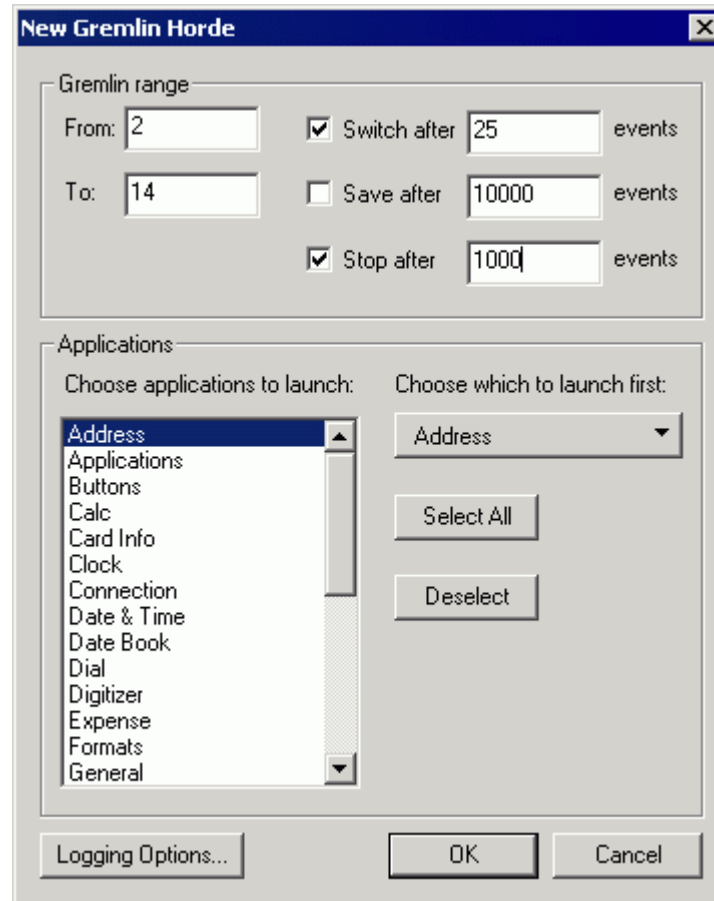 New Gremlin Horde
Gremlin range
From: 2
Switch after 25 events
To: 14
Save after 10000 events
Stop after 1000 events
Applications
Choose applications to launch:
Choose which to launch first:
Address
Applications
Buttons
Calc
Card Info
Clock
Connection
Date & Time
Date Book
Dial
Digitizer
Expense
Formats
General
Address
Select All
Deselect
Logging Options...
OK
Cancel